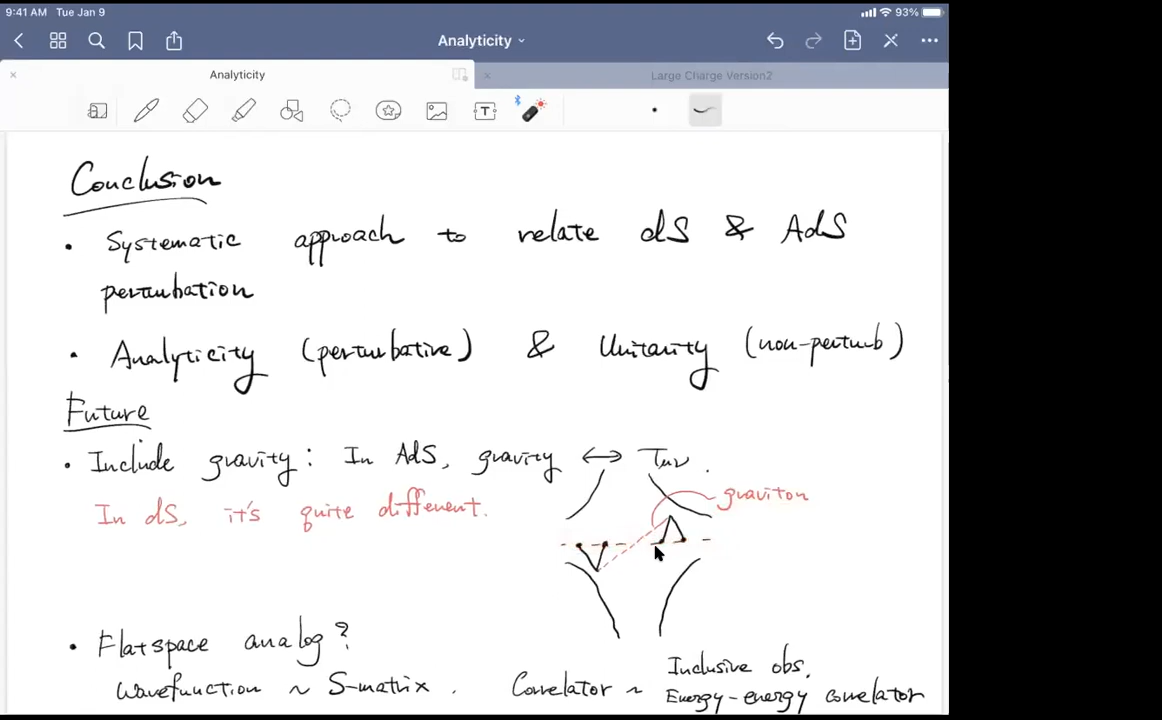 9:41 AM Tue Jan 9
93%
Analyticity
Analyticity
Large Charge Version2
Conclusion
• Systematic approach to relate dS & AdS
perturbation
• Analyticity (perturbative) & Unitarity (non-perturb)
Future
• Include gravity: In AdS, gravity ↔ Tμν.
In dS, it's quite different.
graviton
• Flatspace analog?
Wavefunction ~ S-matrix.
Correlator ~ Inclusive obs.
Energy-energy correlator